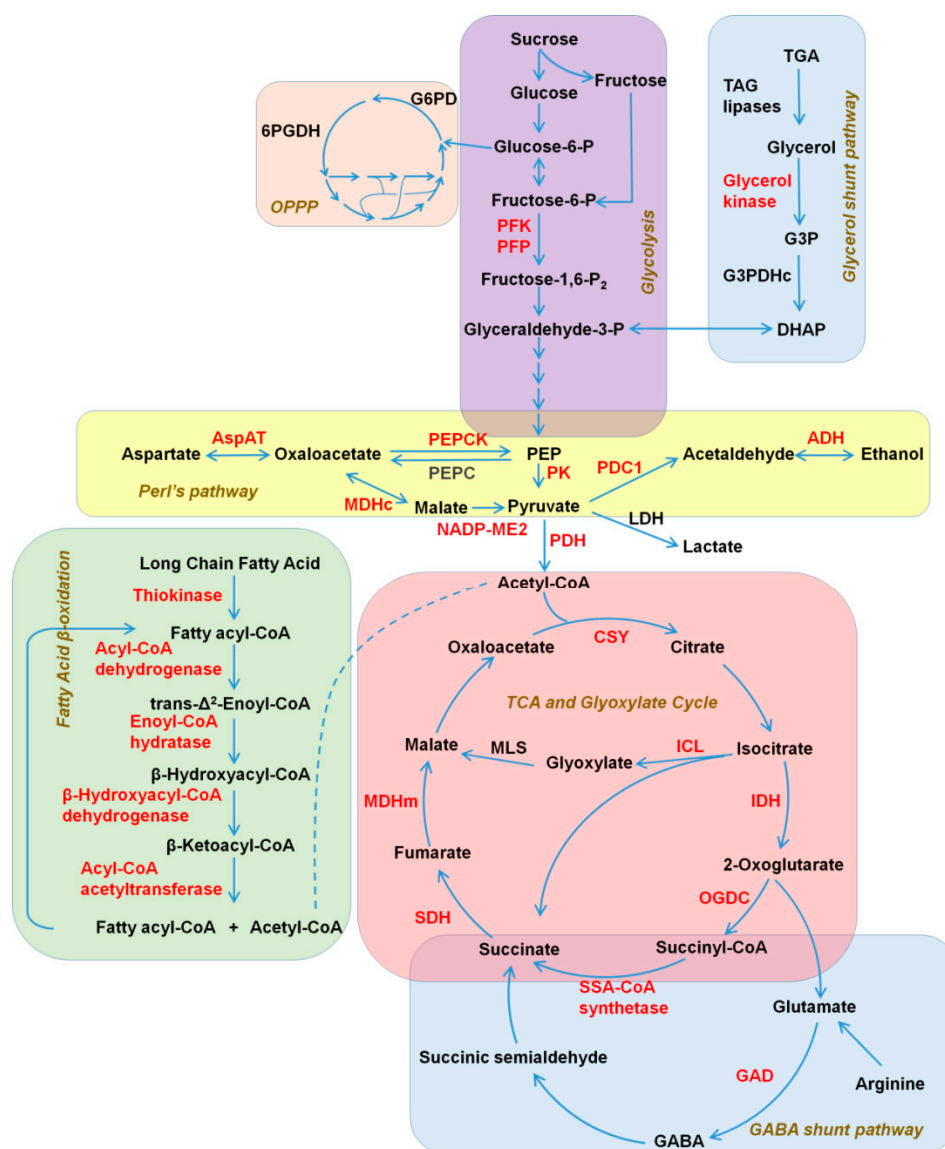 Sucrose
Fructose
Glucose
Glucose-6-P
Fructose-6-P
PFK
PFP
Fructose-1,6-P₂
Glyceraldehyde-3-P
Glycolysis
G6PD
6PGDH
OPPP
TGA
TAG
lipases
Glycerol
Glycerol
kinase
G3P
G3PDHc
DHAP
Glycerol shunt pathway
Aspartate
AspAT
Oxaloacetate
PEPCK
PEPC
PEP
PK
PDC1
Acetaldehyde
ADH
Ethanol
Perl's pathway
MDHc
Malate
NADP-ME2
Pyruvate
LDH
Lactate
PDH
Fatty Acid β-oxidation
Long Chain Fatty Acid
Thiokinase
Fatty acyl-CoA
Acyl-CoA
dehydrogenase
trans-Δ²-Enoyl-CoA
Enoyl-CoA
hydratase
β-Hydroxyacyl-CoA
β-Hydroxyacyl-CoA
dehydrogenase
β-Ketoacyl-CoA
Acyl-CoA
acetyltransferase
Fatty acyl-CoA + Acetyl-CoA
Acetyl-CoA
Oxaloacetate
CSY
Citrate
TCA and Glyoxylate Cycle
Malate
MLS
Glyoxylate
ICL
Isocitrate
MDHm
IDH
Fumarate
2-Oxoglutarate
SDH
OGDC
Succinate
Succinyl-CoA
SSA-CoA
synthetase
Glutamate
Succinic semialdehyde
GAD
Arginine
GABA
GABA shunt pathway